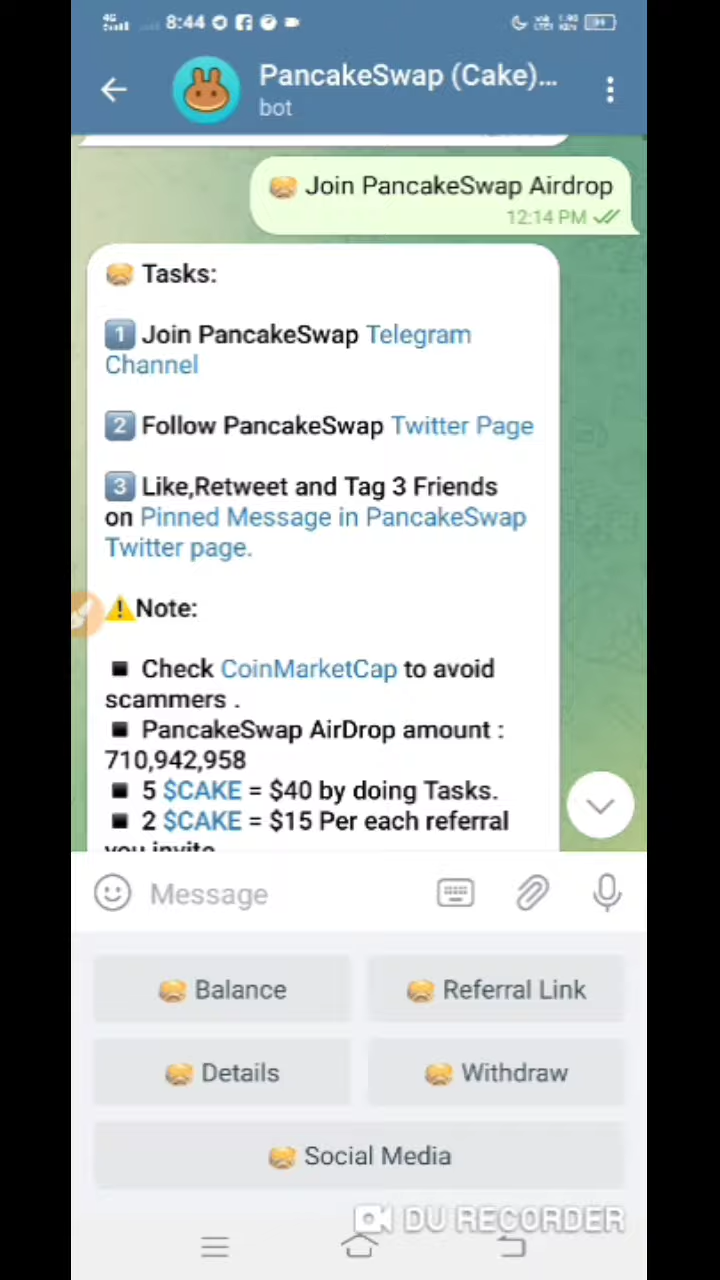 8:44
PancakeSwap (Cake)...
bot
Join PancakeSwap Airdrop
12:14 PM
Tasks:
1 Join PancakeSwap Telegram
Channel
2 Follow PancakeSwap Twitter Page
3 Like,Retweet and Tag 3 Friends
on Pinned Message in PancakeSwap
Twitter page.
Note:
Check CoinMarketCap to avoid
scammers .
PancakeSwap AirDrop amount :
710,942,958
5 $CAKE = $40 by doing Tasks.
2 $CAKE = $15 Per each referral
you invite
Message
Balance
Referral Link
Details
Withdraw
Social Media
DU RECORDER